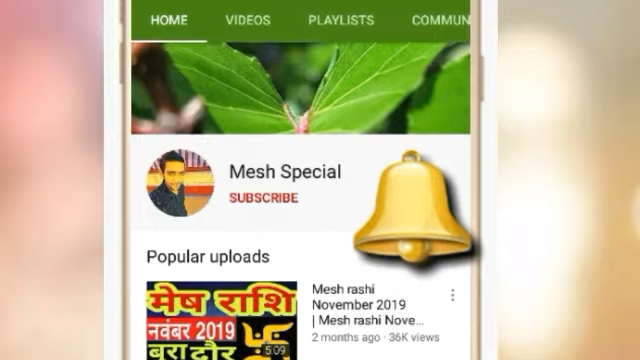 HOME VIDEOS PLAYLISTS COMMUN
Mesh Special
SUBSCRIBE
Popular uploads
मेष राशि
नवंबर 2019
बुरा दौर
5:09
Mesh rashi
November 2019
| Mesh rashi Nove...
2 months ago · 36K views